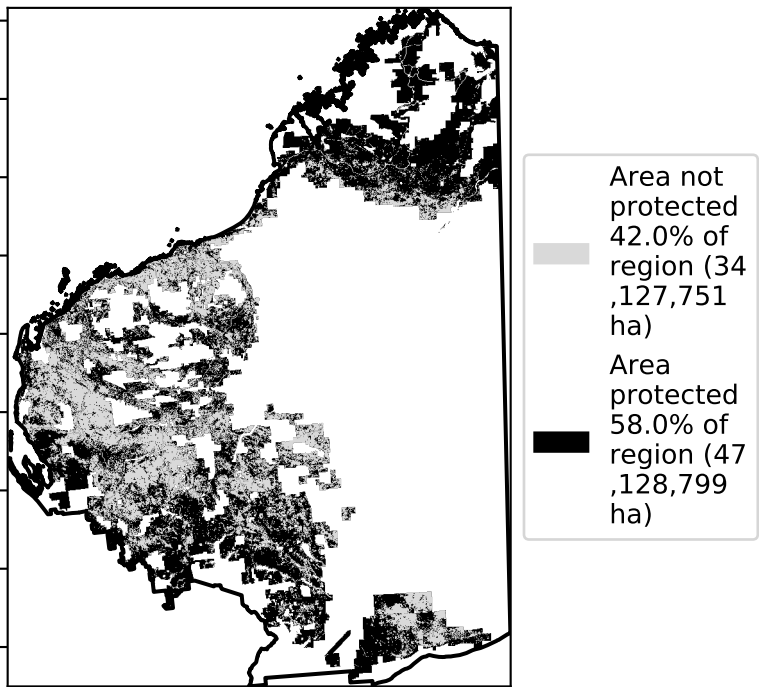 Area not
protected
42.0% of
region (34
,127,751
ha)
Area
protected
58.0% of
region (47
,128,799
ha)